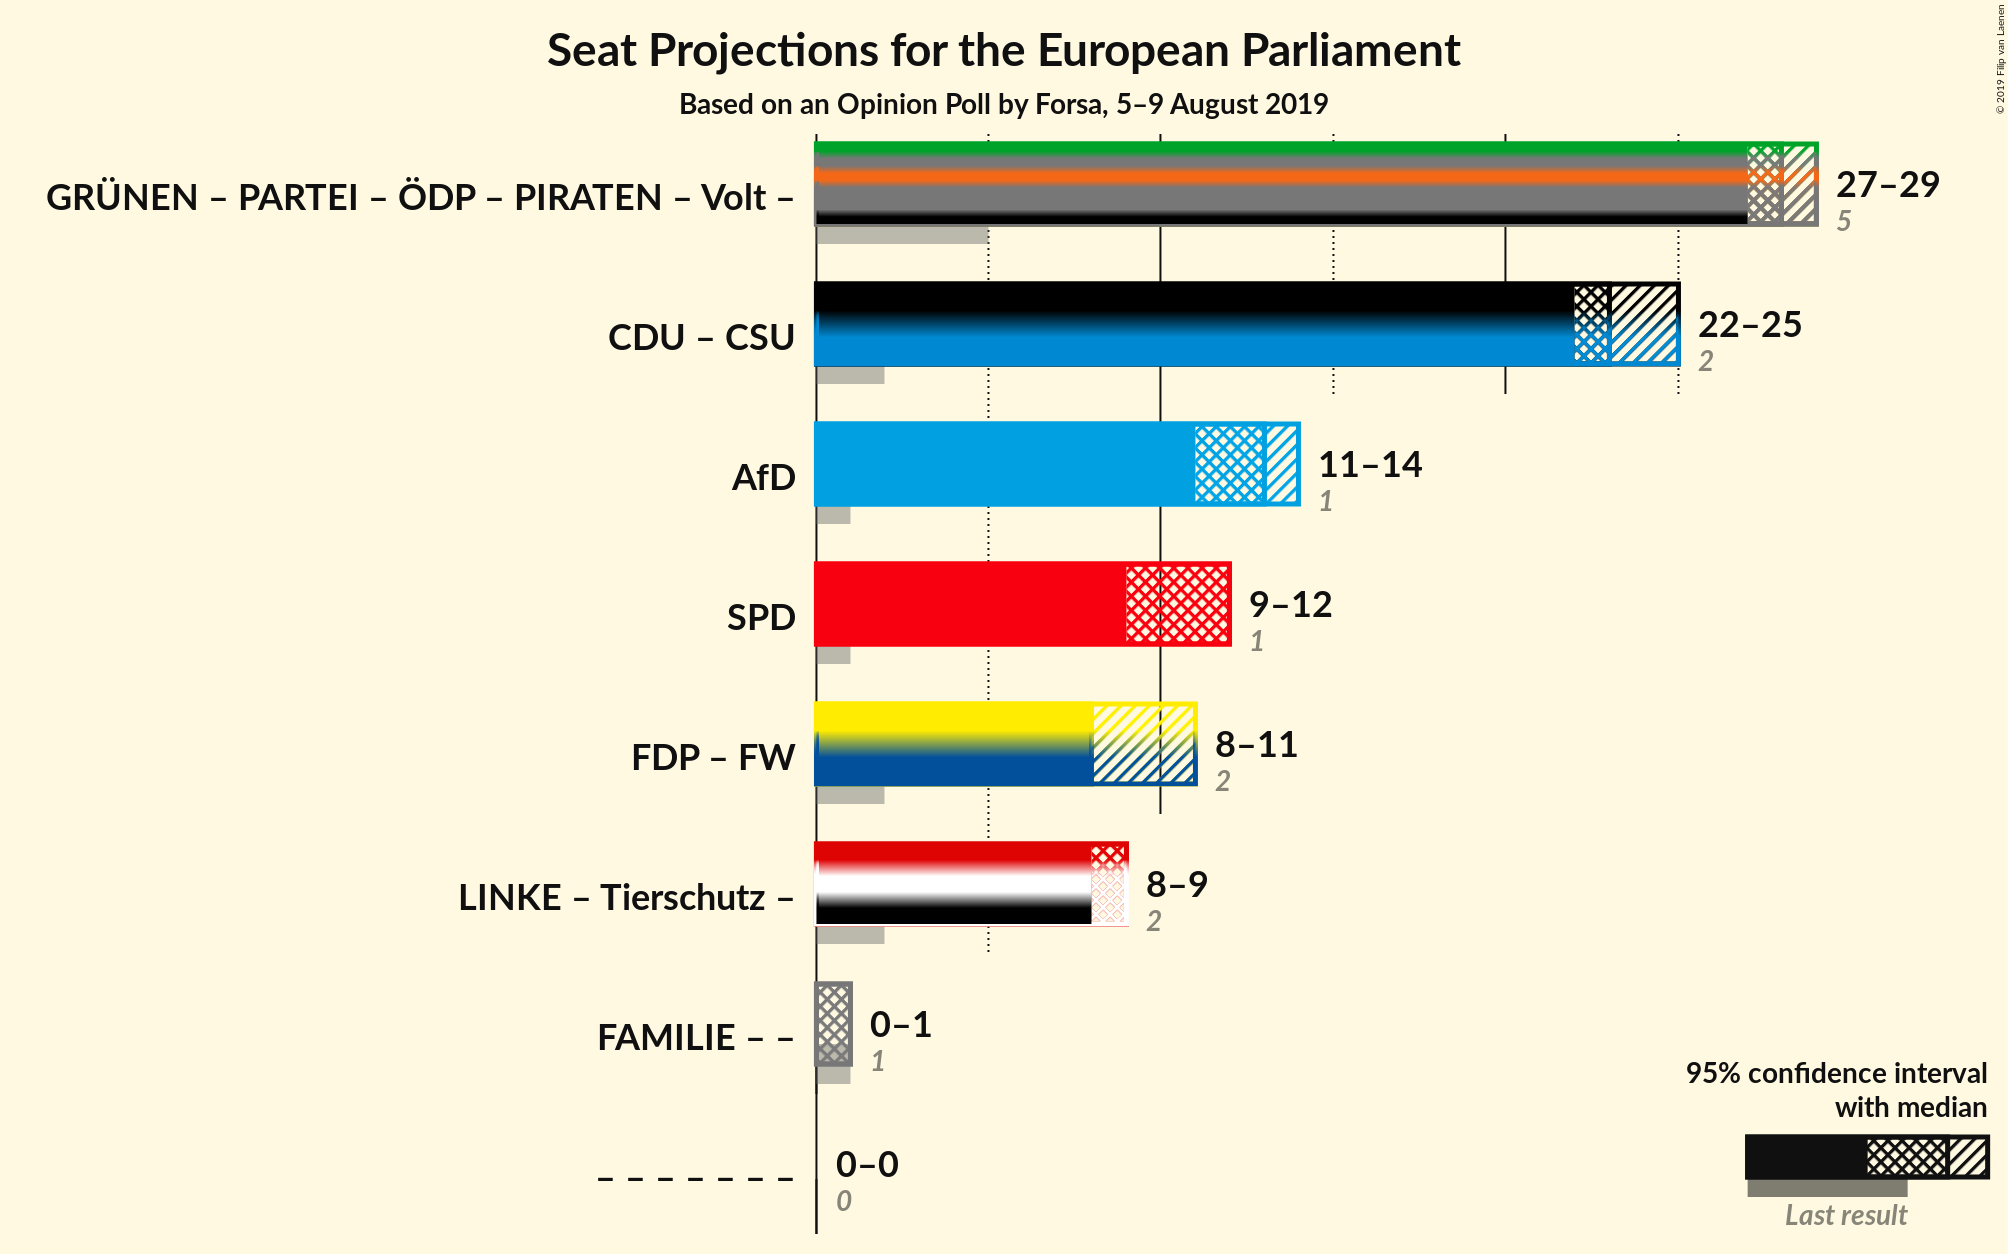 Seat Projections for the European Parliament
Based on an Opinion Poll by Forsa, 5–9 August 2019
© 2019 Filip van Laenen
GRÜNEN – PARTEI – ÖDP – PIRATEN – Volt –
27–29
5
CDU – CSU
22–25
2
AfD
11–14
1
SPD
9–12
1
FDP – FW
8–11
2
LINKE – Tierschutz –
8–9
2
FAMILIE – –
0–1
1
– – – – – – –
0–0
0
95% confidence interval
with median
Last result